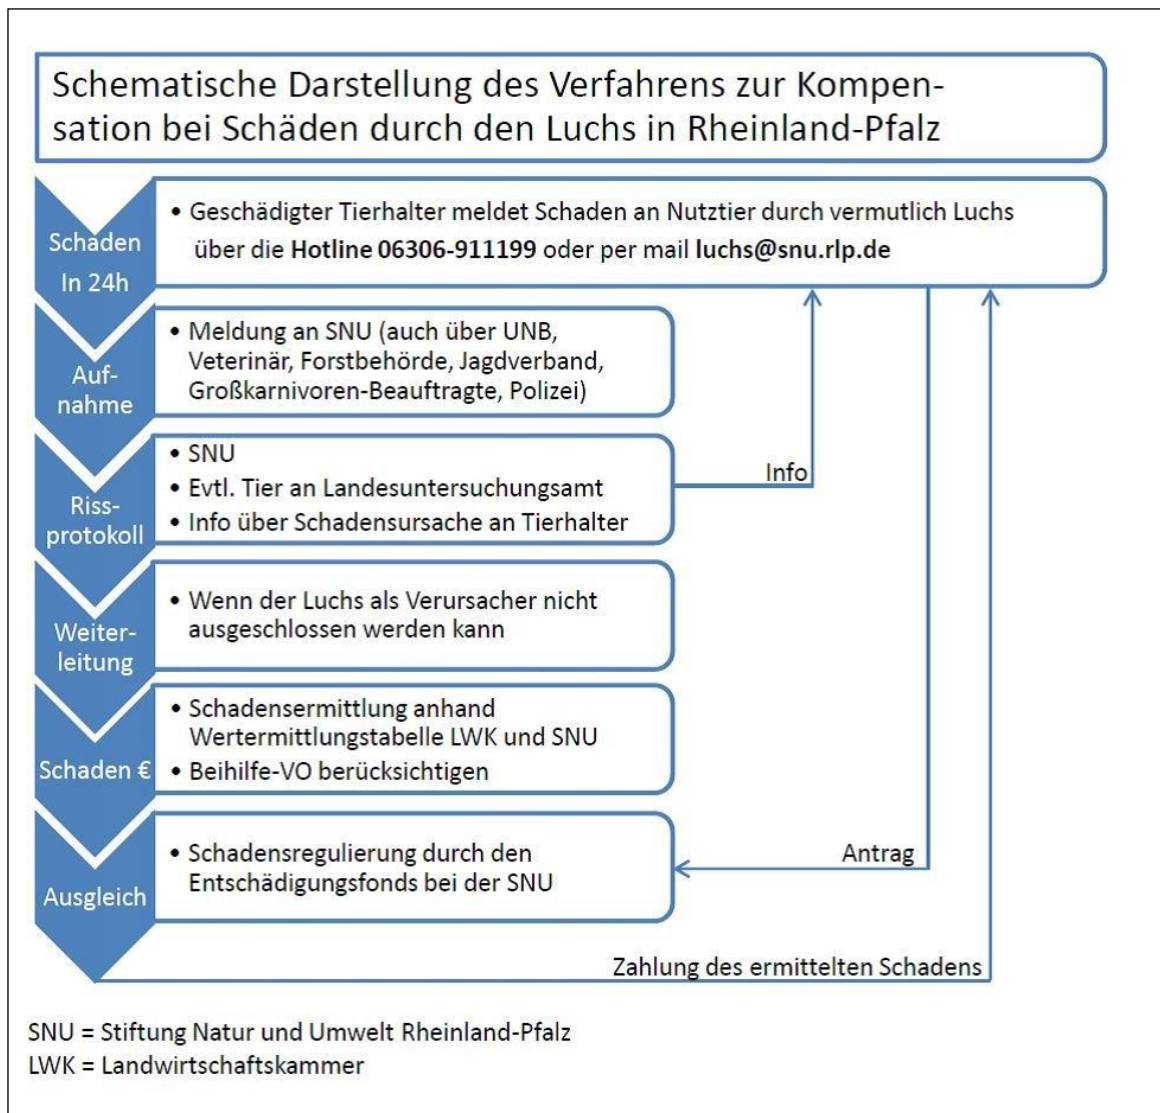 Schematische Darstellung des Verfahrens zur Kompen-
sation bei Schäden durch den Luchs in Rheinland-Pfalz
Schaden
In 24h
• Geschädigter Tierhalter meldet Schaden an Nutztier durch vermutlich Luchs
über die Hotline 06306-911199 oder per mail luchs@snu.rlp.de
Auf-
nahme
• Meldung an SNU (auch über UNB,
Veterinär, Forstbehörde, Jagdverband,
Großkarnivoren-Beauftragte, Polizei)
Riss-
protokoll
• SNU
• Evtl. Tier an Landesuntersuchungsamt
• Info über Schadensursache an Tierhalter
Info
Weiter-
leitung
• Wenn der Luchs als Verursacher nicht
ausgeschlossen werden kann
Schaden €
• Schadensermittlung anhand
Wertermittlungstabelle LWK und SNU
• Beihilfe-VO berücksichtigen
Ausgleich
• Schadensregulierung durch den
Entschädigungsfonds bei der SNU
Antrag
Zahlung des ermittelten Schadens
SNU = Stiftung Natur und Umwelt Rheinland-Pfalz
LWK = Landwirtschaftskammer